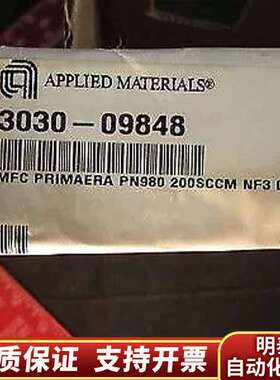 APPLIED MATERIALS®
3030-09848
MFC PRIMAERA PN980 200SCCM NF3
质保证 支持开票
明泰
自动化